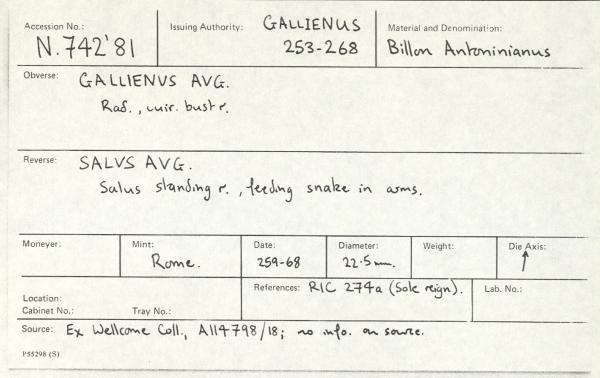 Accession No.: Issuing Authority: GALLIENUS Material and Denomination:
N.742'81 253-268 Billon Antoninianus
Obverse: GALLIENVS AVG.
Rad., cuir. bust r.
Reverse: SALVS AVG.
Salus standing r., feeding snake in arms.
Moneyer: Mint: Date: Diameter: Weight: Die Axis:
Rome. 259-68 22.5mm. ↑
References: RIC 274a (Sole reign). Lab. No.:
Location:
Cabinet No.: Tray No.:
Source: Ex Wellcome Coll., A114798/18; no info. on source.
P55298 (S)